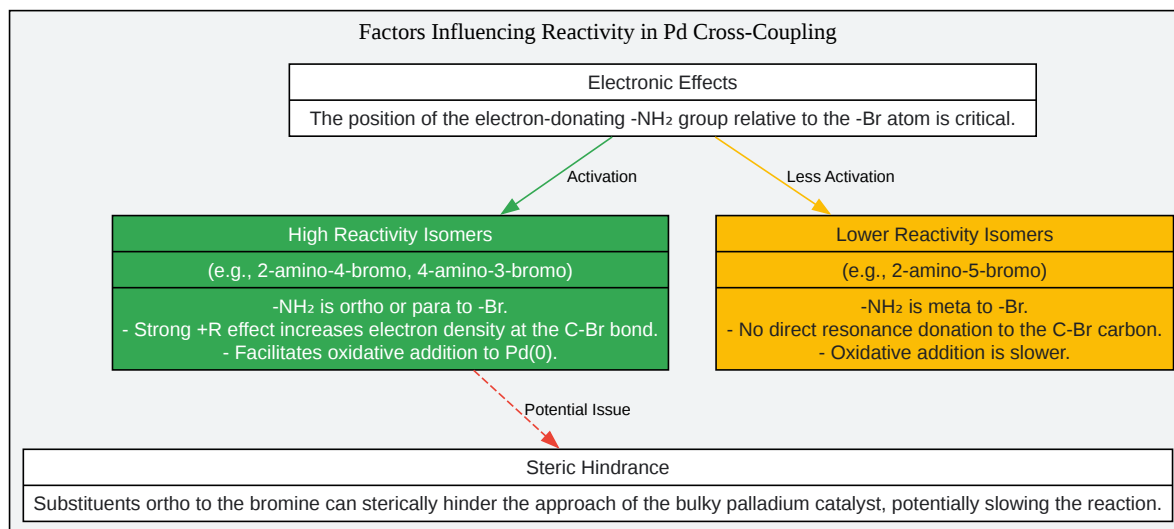 Factors Influencing Reactivity in Pd Cross-Coupling
Electronic Effects
The position of the electron-donating -NH₂ group relative to the -Br atom is critical.
Activation
Less Activation
High Reactivity Isomers
(e.g., 2-amino-4-bromo, 4-amino-3-bromo)
-NH₂ is ortho or para to -Br.
- Strong +R effect increases electron density at the C-Br bond.
- Facilitates oxidative addition to Pd(0).
Lower Reactivity Isomers
(e.g., 2-amino-5-bromo)
-NH₂ is meta to -Br.
- No direct resonance donation to the C-Br carbon.
- Oxidative addition is slower.
Potential Issue
Steric Hindrance
Substituents ortho to the bromine can sterically hinder the approach of the bulky palladium catalyst, potentially slowing the reaction.